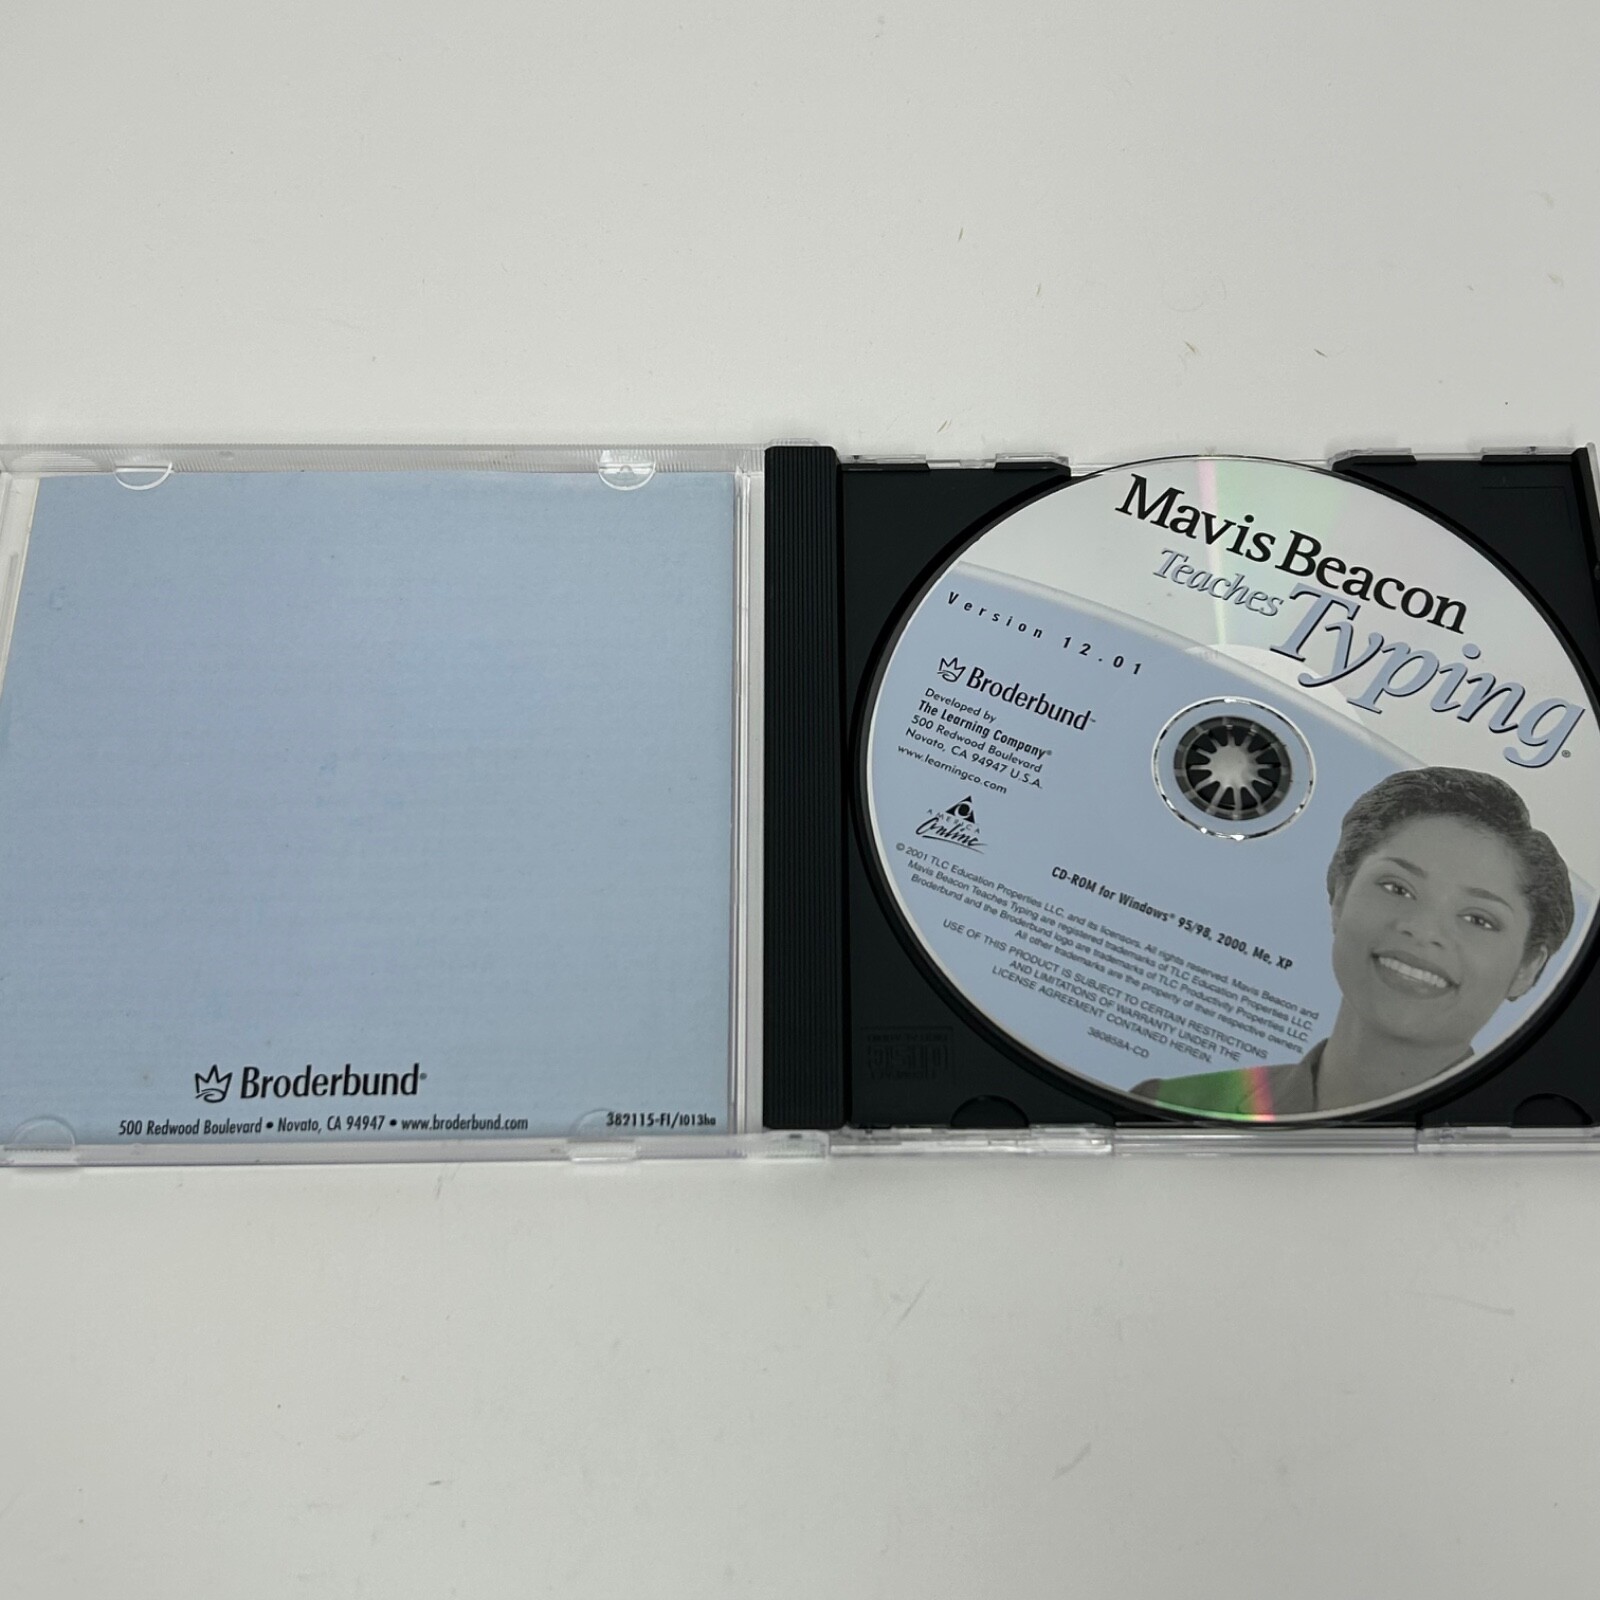 Broderbund®
500 Redwood Boulevard • Novato, CA 94947 • www.broderbund.com
382115-FI/1013ha
Mavis Beacon
Teaches Typing®
Version 12.01
Broderbund™
Developed by
The Learning Company®
500 Redwood Boulevard
Novato, CA 94947 U.S.A.
www.learningco.com
AMERICA
Online
CD-ROM for Windows® 95/98, 2000, Me, XP
© 2001 TLC Education Properties LLC, and its licensors. All rights reserved. Mavis Beacon and
Mavis Beacon Teaches Typing are registered trademarks of TLC Education Properties LLC.
Broderbund and the Broderbund logo are trademarks of TLC Productivity Properties LLC.
All other trademarks are the property of their respective owners.
USE OF THIS PRODUCT IS SUBJECT TO CERTAIN RESTRICTIONS
AND LIMITATIONS OF WARRANTY UNDER THE
LICENSE AGREEMENT CONTAINED HEREIN.
380858A-CD